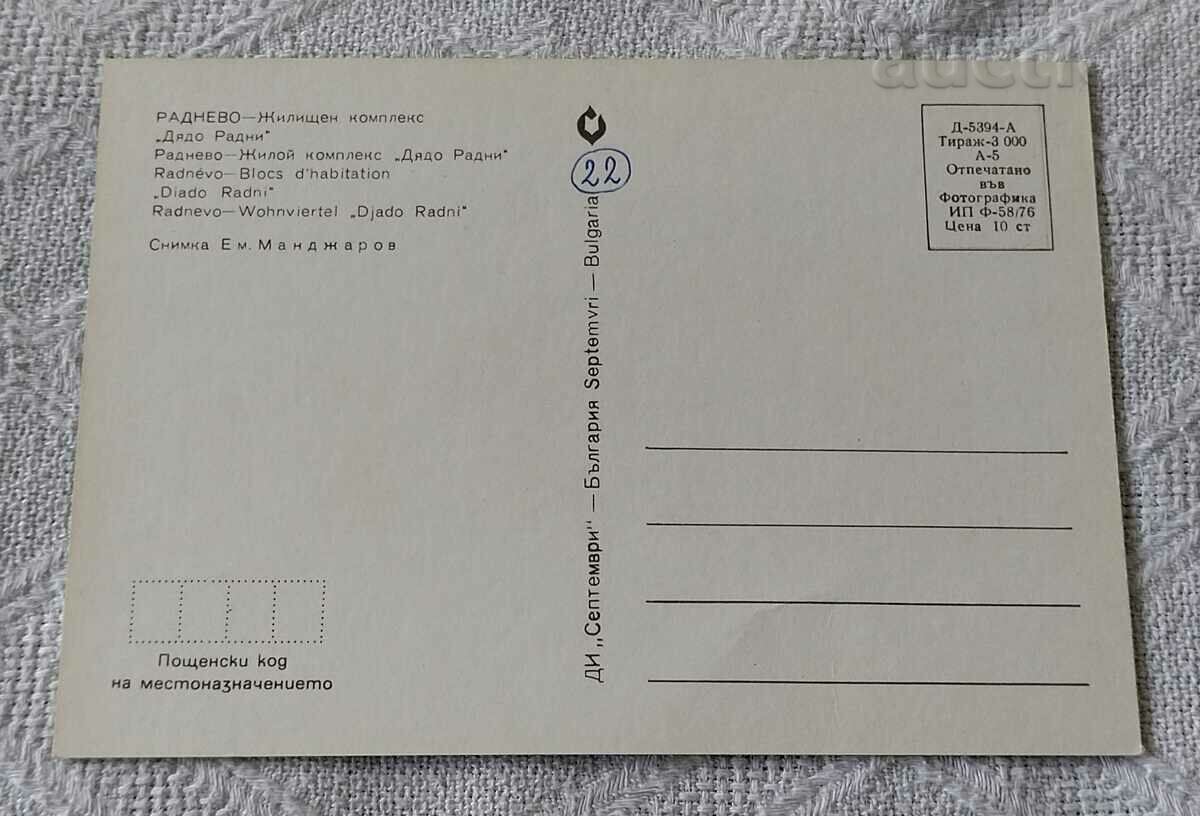 РАДНЕВО—Жилищен комплекс
„Дядо Радни"
Раднево—Жилой комплекс „Дядо Радни"
Radnévo—Blocs d'habitation
„Diado Radni"
Radnevo—Wohnviertel „Djado Radni"
Снимка Ем. Манджаров
22
ДИ „Септември" — България Septemvri — Bulgaria
Д-5394-А
Тираж-3 000
А-5
Отпечатано
във
Фотографика
ИП Ф-58/76
Цена 10 ст
Пощенски код
на местоназначението